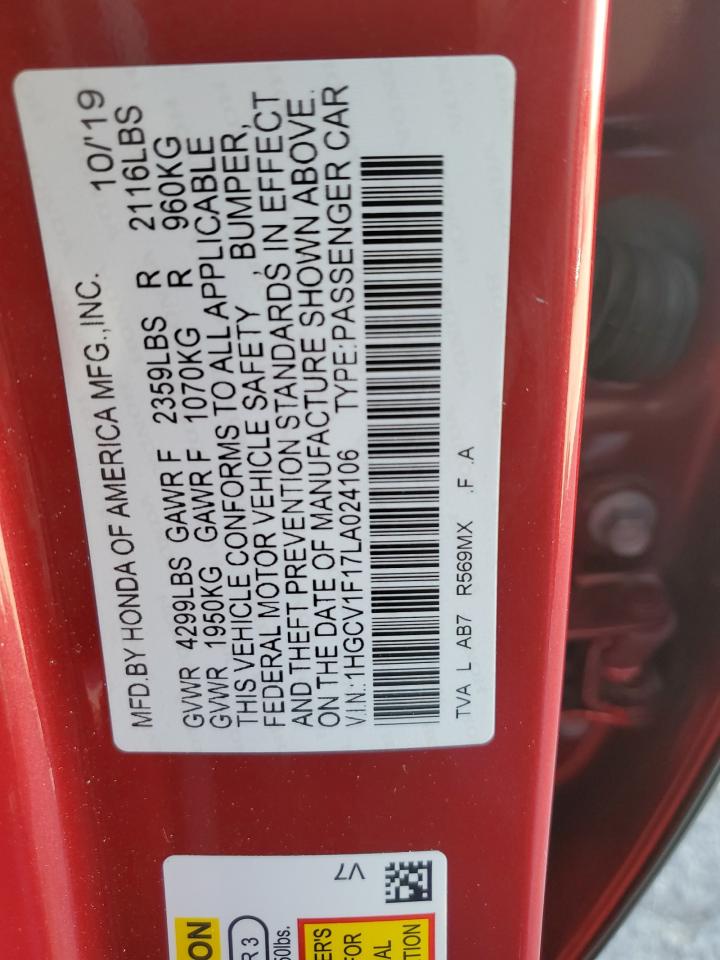 MFD.BY HONDA OF AMERICA MFG.,INC. 10/'19
GVWR 4299LBS GAWR F 2359LBS R 2116LBS
GVWR 1950KG GAWR F 1070KG R 960KG
THIS VEHICLE CONFORMS TO ALL APPLICABLE
FEDERAL MOTOR VEHICLE SAFETY , BUMPER,
AND THEFT PREVENTION STANDARDS, IN EFFECT
ON THE DATE OF MANUFACTURE SHOWN ABOVE.
V.I.N.:1HGCV1F17LA024106 TYPE:PASSENGER CAR
TVA L AB7 R569MX .F .A
V7
R 3